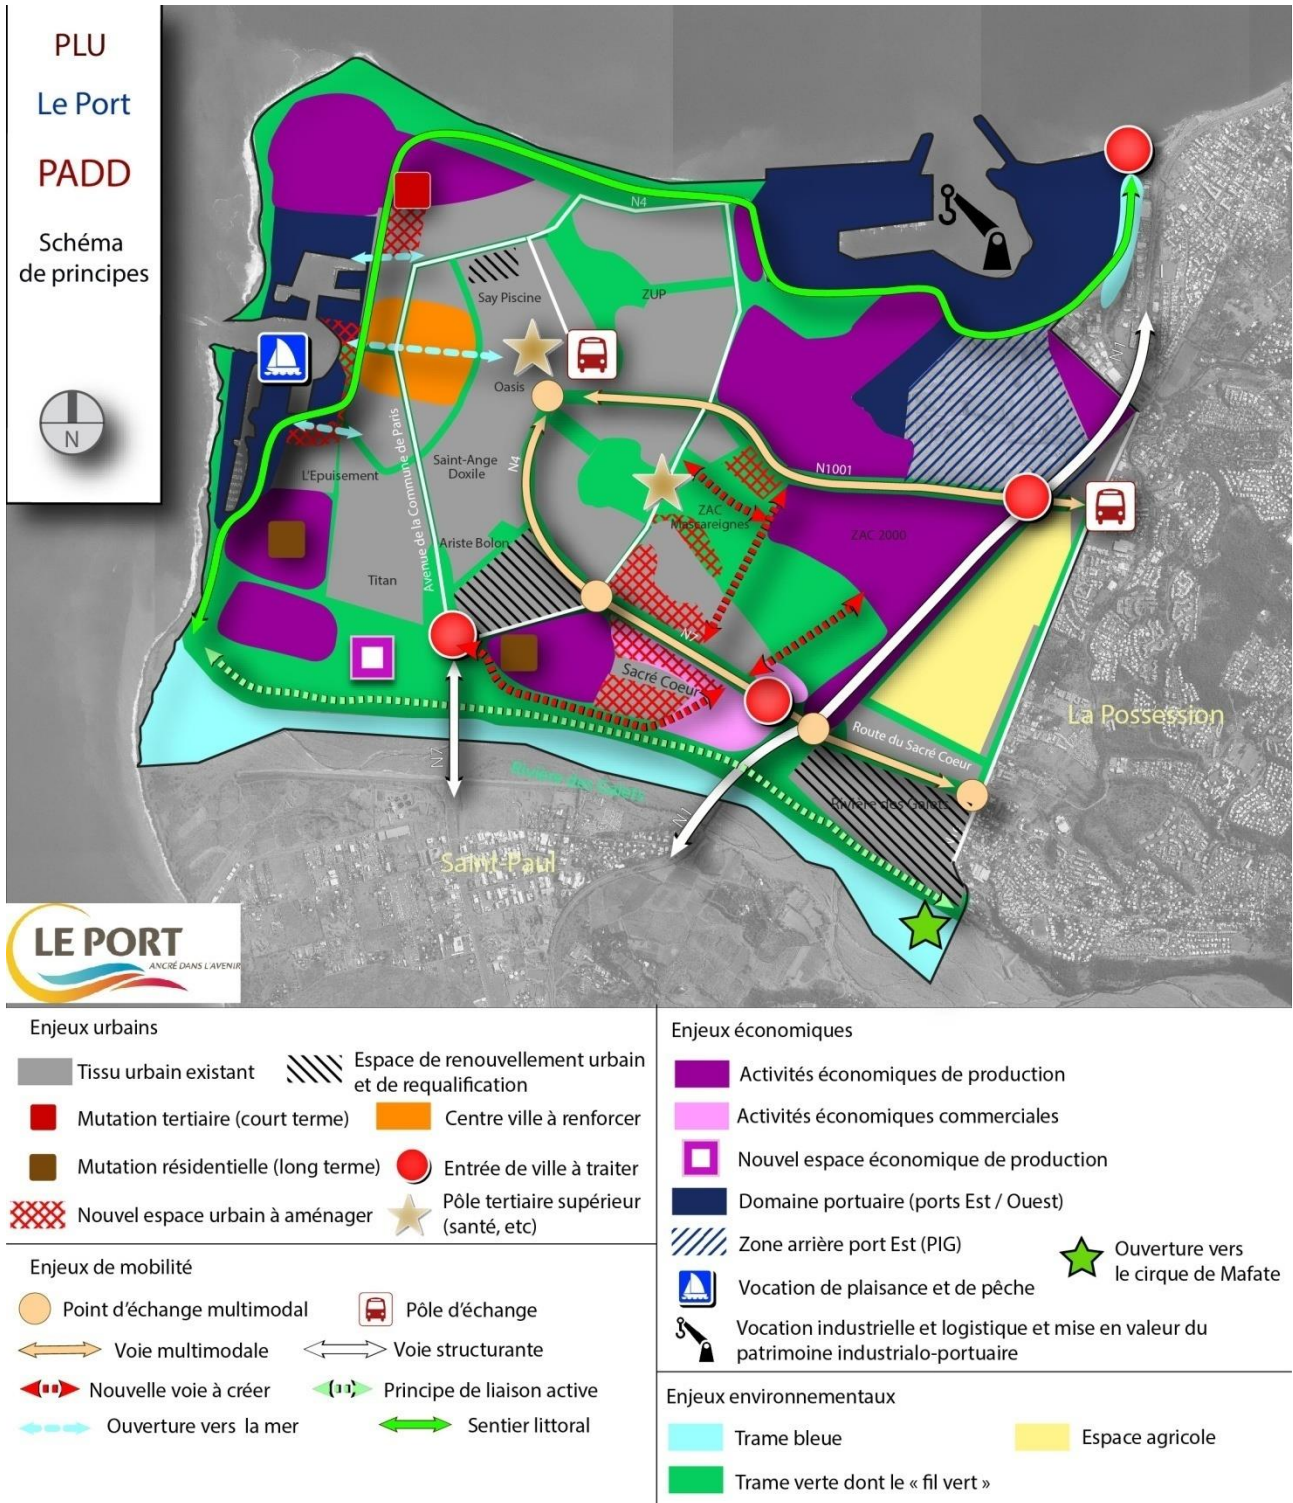 PLU
Le Port
PADD
Schéma
de principes
N
N4
Say Piscine
ZUP
Oasis
N1
Avenue de la Commune de Paris
N4
Saint-Ange
Doxile
L'Epuisement
N1001
ZAC
Mascareignes
ZAC 2000
Ariste Bolon
Titan
N7
Sacré Coeur
La Possession
Route du Sacré Coeur
N7
Rivière des Galets
Rivière des Galets
N1
Saint-Paul
LE PORT
ANCRÉ DANS L'AVENIR
Enjeux urbains
Tissu urbain existant
Espace de renouvellement urbain
et de requalification
Mutation tertiaire (court terme)
Centre ville à renforcer
Mutation résidentielle (long terme)
Entrée de ville à traiter
Nouvel espace urbain à aménager
Pôle tertiaire supérieur
(santé, etc)
Enjeux de mobilité
Point d'échange multimodal
Pôle d'échange
Voie multimodale
Voie structurante
Nouvelle voie à créer
Principe de liaison active
Ouverture vers la mer
Sentier littoral
Enjeux économiques
Activités économiques de production
Activités économiques commerciales
Nouvel espace économique de production
Domaine portuaire (ports Est / Ouest)
Zone arrière port Est (PIG)
Ouverture vers
le cirque de Mafate
Vocation de plaisance et de pêche
Vocation industrielle et logistique et mise en valeur du
patrimoine industrialo-portuaire
Enjeux environnementaux
Trame bleue
Espace agricole
Trame verte dont le « fil vert »